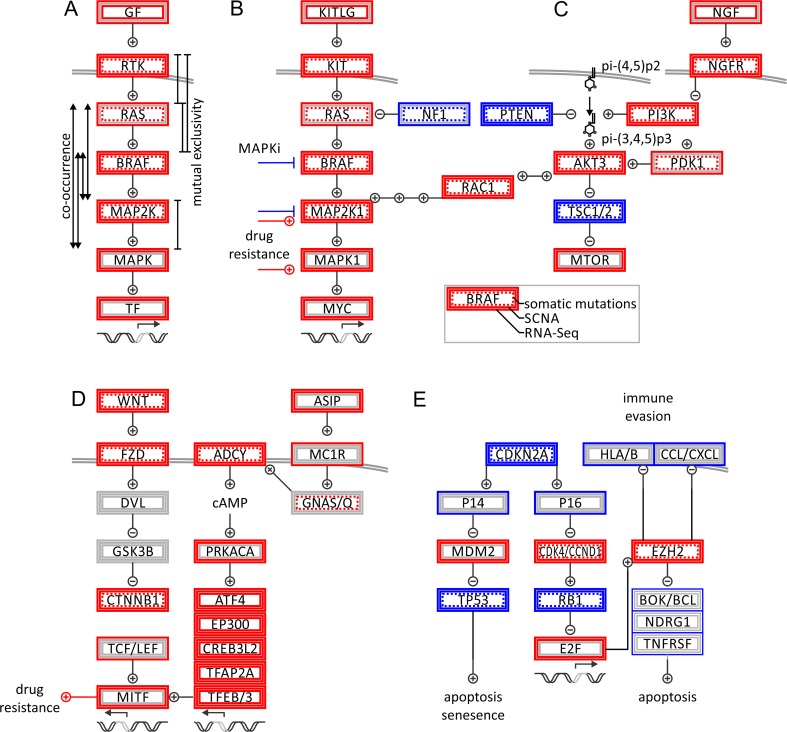 A
GF
RTK
RAS
BRAF
MAP2K
MAPK
TF
co-occurrence
mutual exclusivity
B
KITLG
KIT
RAS
NF1
MAPKi
BRAF
RAC1
MAP2K1
drug
resistance
MAPK1
MYC
C
NGF
pi-(4,5)p2
NGFR
PTEN
PI3K
pi-(3,4,5)p3
AKT3
PDK1
TSC1/2
MTOR
BRAF
somatic mutations
SCNA
RNA-Seq
D
WNT
ASIP
FZD
ADCY
MC1R
DVL
cAMP
GNAS/Q
GSK3B
PRKACA
CTNNB1
ATF4
EP300
TCF/LEF
CREB3L2
TFAP2A
drug
resistance
MITF
TFEB/3
E
immune
evasion
CDKN2A
HLA/B
CCL/CXCL
P14
P16
MDM2
CDK4/CCND1
EZH2
TP53
RB1
BOK/BCL
NDRG1
E2F
TNFRSF
apoptosis
senesence
apoptosis